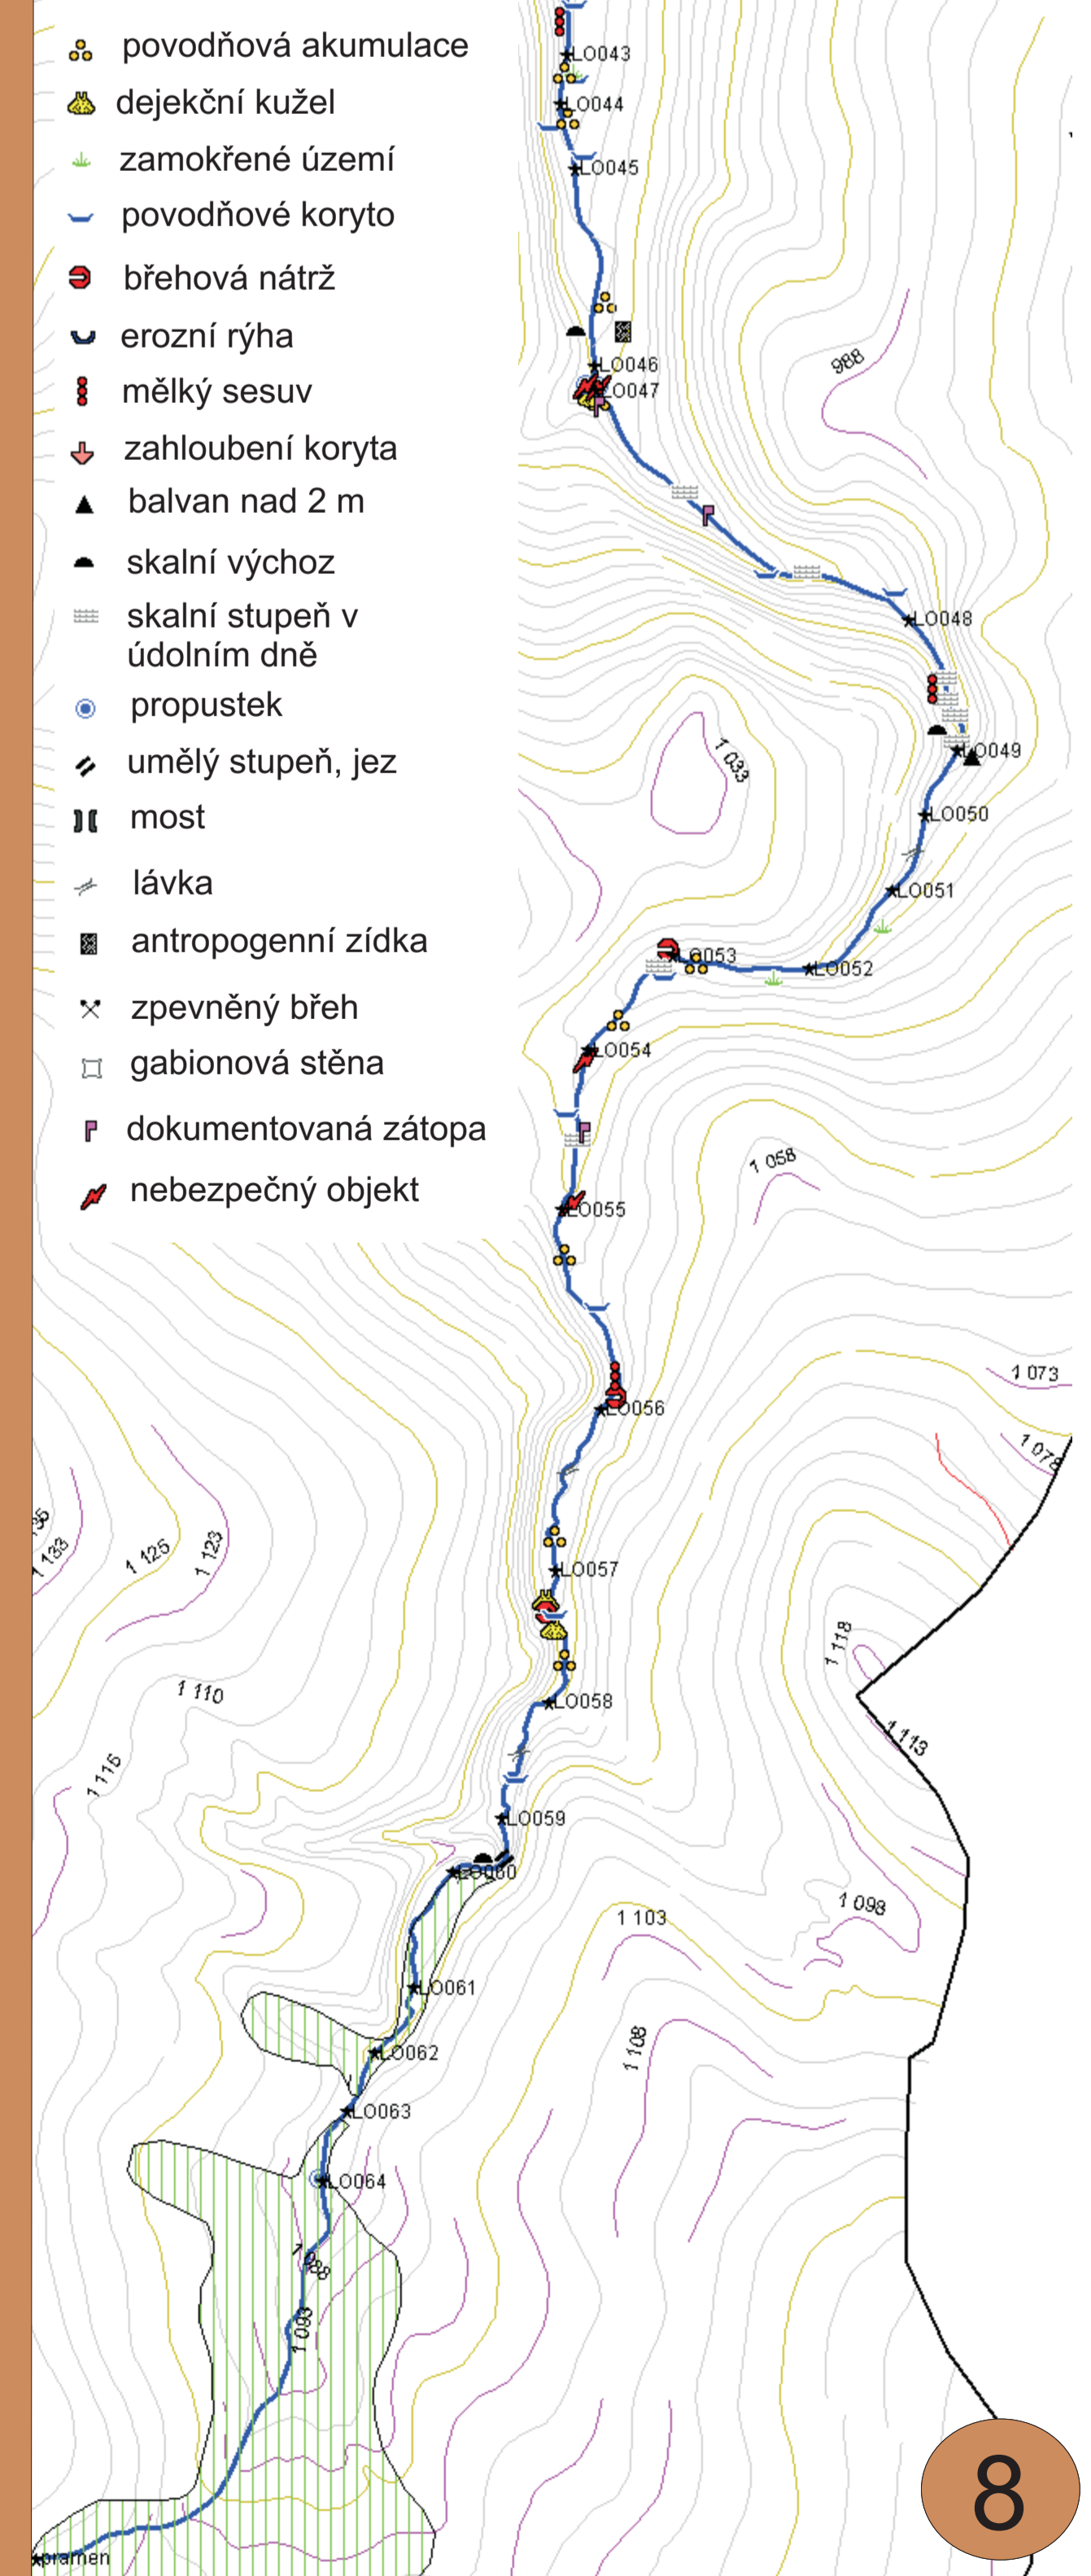 povodňová akumulace
dejekční kužel
zamokřené území
povodňové koryto
břehová nátrž
erozní rýha
mělký sesuv
zahloubení koryta
balvan nad 2 m
skalní výchoz
skalní stupeň v
údolním dně
propustek
umělý stupeň, jez
most
lávka
antropogenní zídka
zpevněný břeh
gabionová stěna
dokumentovaná zátopa
nebezpečný objekt
LO043
LO044
LO045
988
LO046
LO047
LO048
1 033
LO049
LO050
LO051
LO053
LO052
LO054
1 058
LO055
1 073
LO056
1 078
1 133
1 125
1 123
LO057
1 118
1 110
LO058
1 113
1 116
LO059
LO060
1 098
1 103
LO061
1 108
LO062
LO063
LO064
1 088
1 093
8
pramen